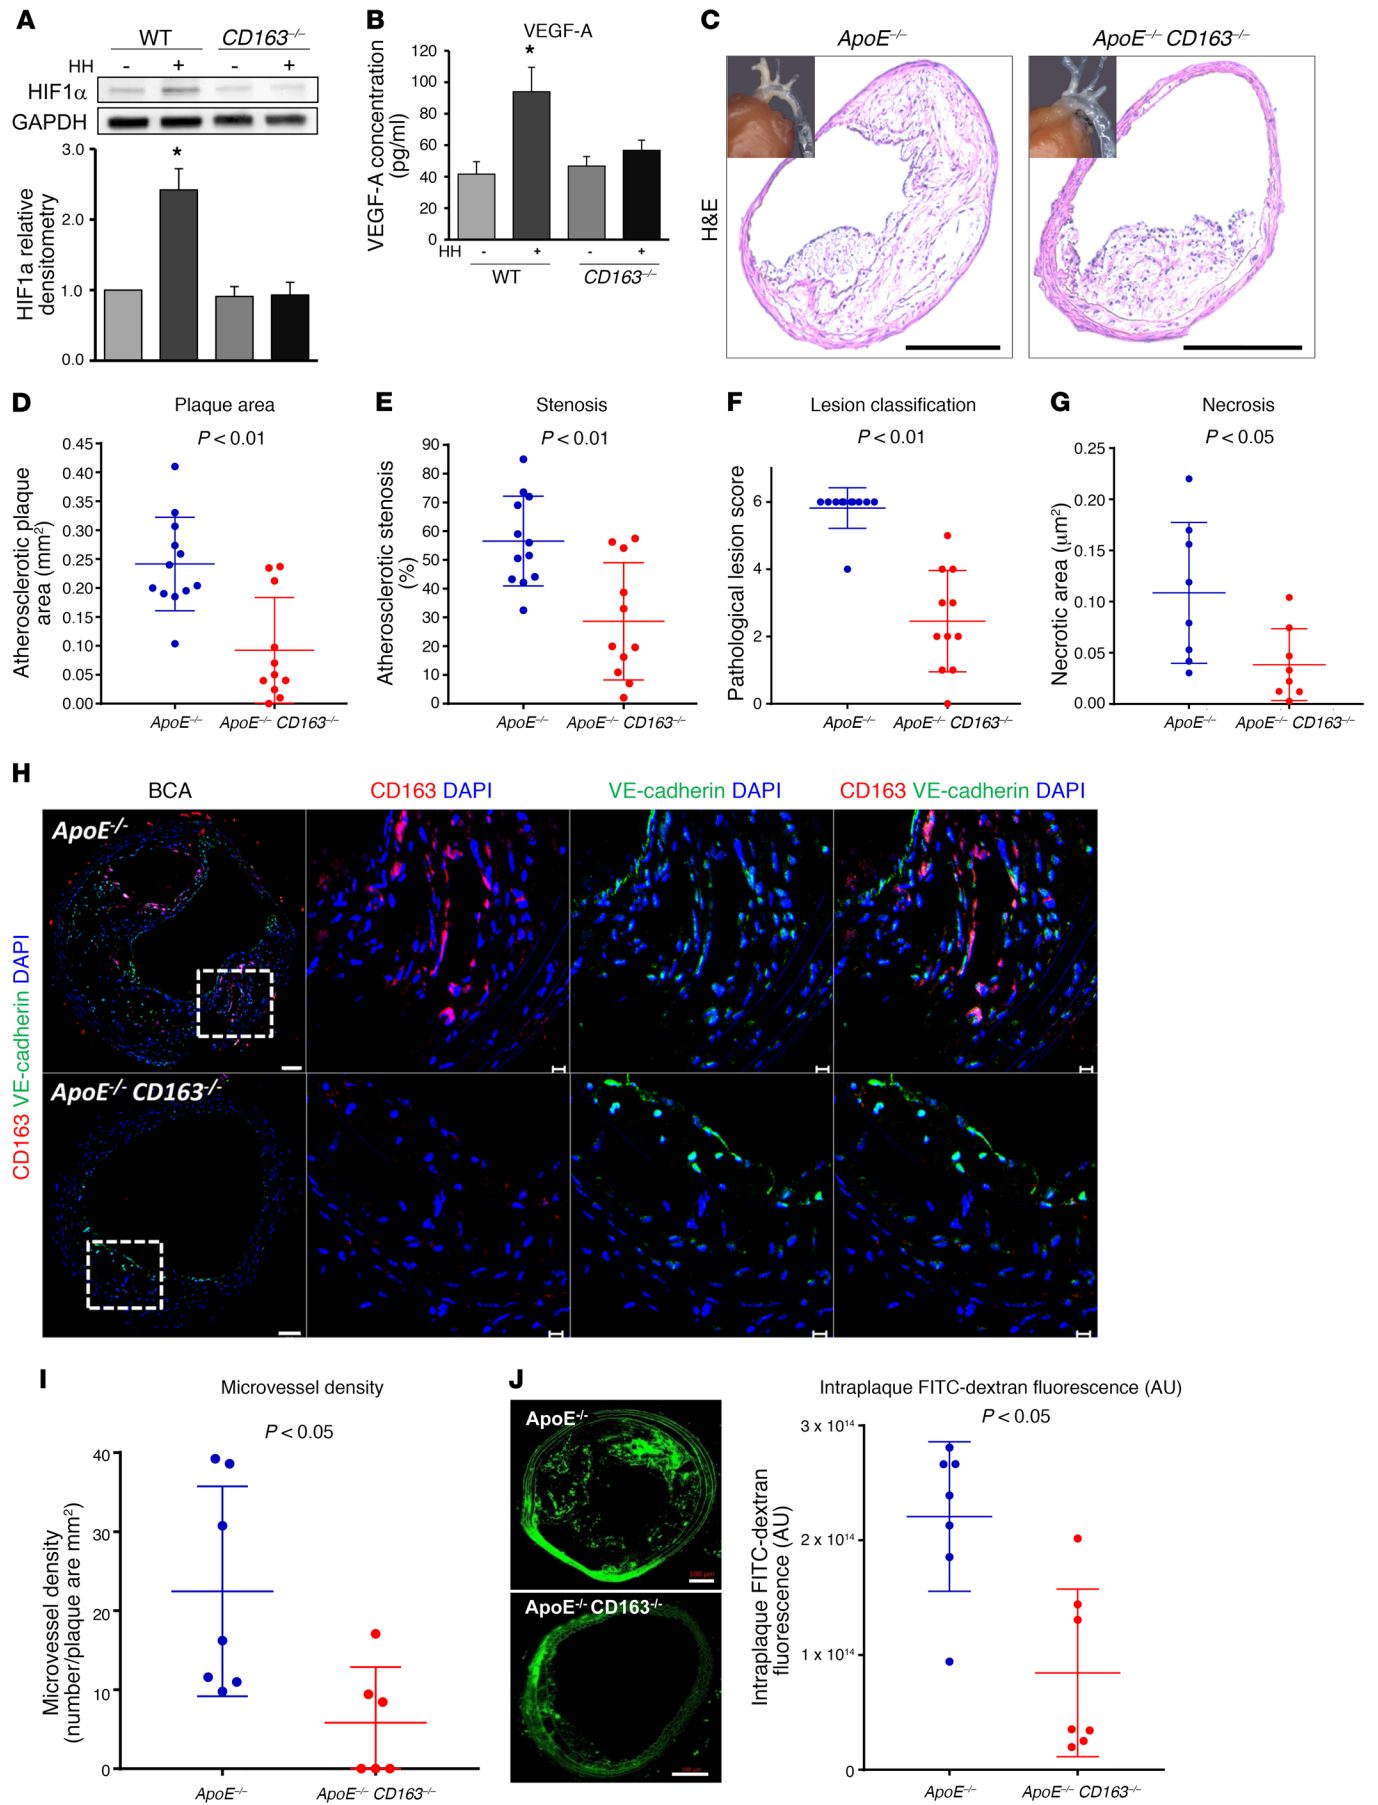 A
WT CD163–/–
HH - + - +
HIF1α
GAPDH
3.0
*
2.0
1.0
0.0
HIF1a relative
densitometry
B
VEGF-A
120
*
100
80
60
40
20
0
VEGF-A concentration
(pg/ml)
HH - + - +
WT CD163–/–
C
ApoE–/– ApoE–/– CD163–/–
H&E
D
Plaque area
P < 0.01
0.45
0.40
0.35
0.30
0.25
0.20
0.15
0.10
0.05
0.00
Atherosclerotic plaque
area (mm2)
ApoE–/– ApoE–/– CD163–/–
E
Stenosis
P < 0.01
90
80
70
60
50
40
30
20
10
0
Atherosclerotic stenosis
(%)
ApoE–/– ApoE–/– CD163–/–
F
Lesion classification
P < 0.01
6
4
2
0
Pathological lesion score
ApoE–/– ApoE–/– CD163–/–
G
Necrosis
P < 0.05
0.25
0.20
0.15
0.10
0.05
0.00
Necrotic area (μm2)
ApoE–/– ApoE–/– CD163–/–
H
BCA CD163 DAPI VE-cadherin DAPI CD163 VE-cadherin DAPI
ApoE-/-
ApoE-/- CD163-/-
CD163 VE-cadherin DAPI
I
Microvessel density
P < 0.05
40
30
20
10
0
Microvessel density
(number/plaque are mm2)
ApoE–/– ApoE–/– CD163–/–
J
ApoE-/-
100 μm
ApoE-/- CD163-/-
Intraplaque FITC-dextran fluorescence (AU)
P < 0.05
3 x 1014
2 x 1014
1 x 1014
0
Intraplaque FITC-dextran
fluorescence (AU)
ApoE–/– ApoE–/– CD163–/–